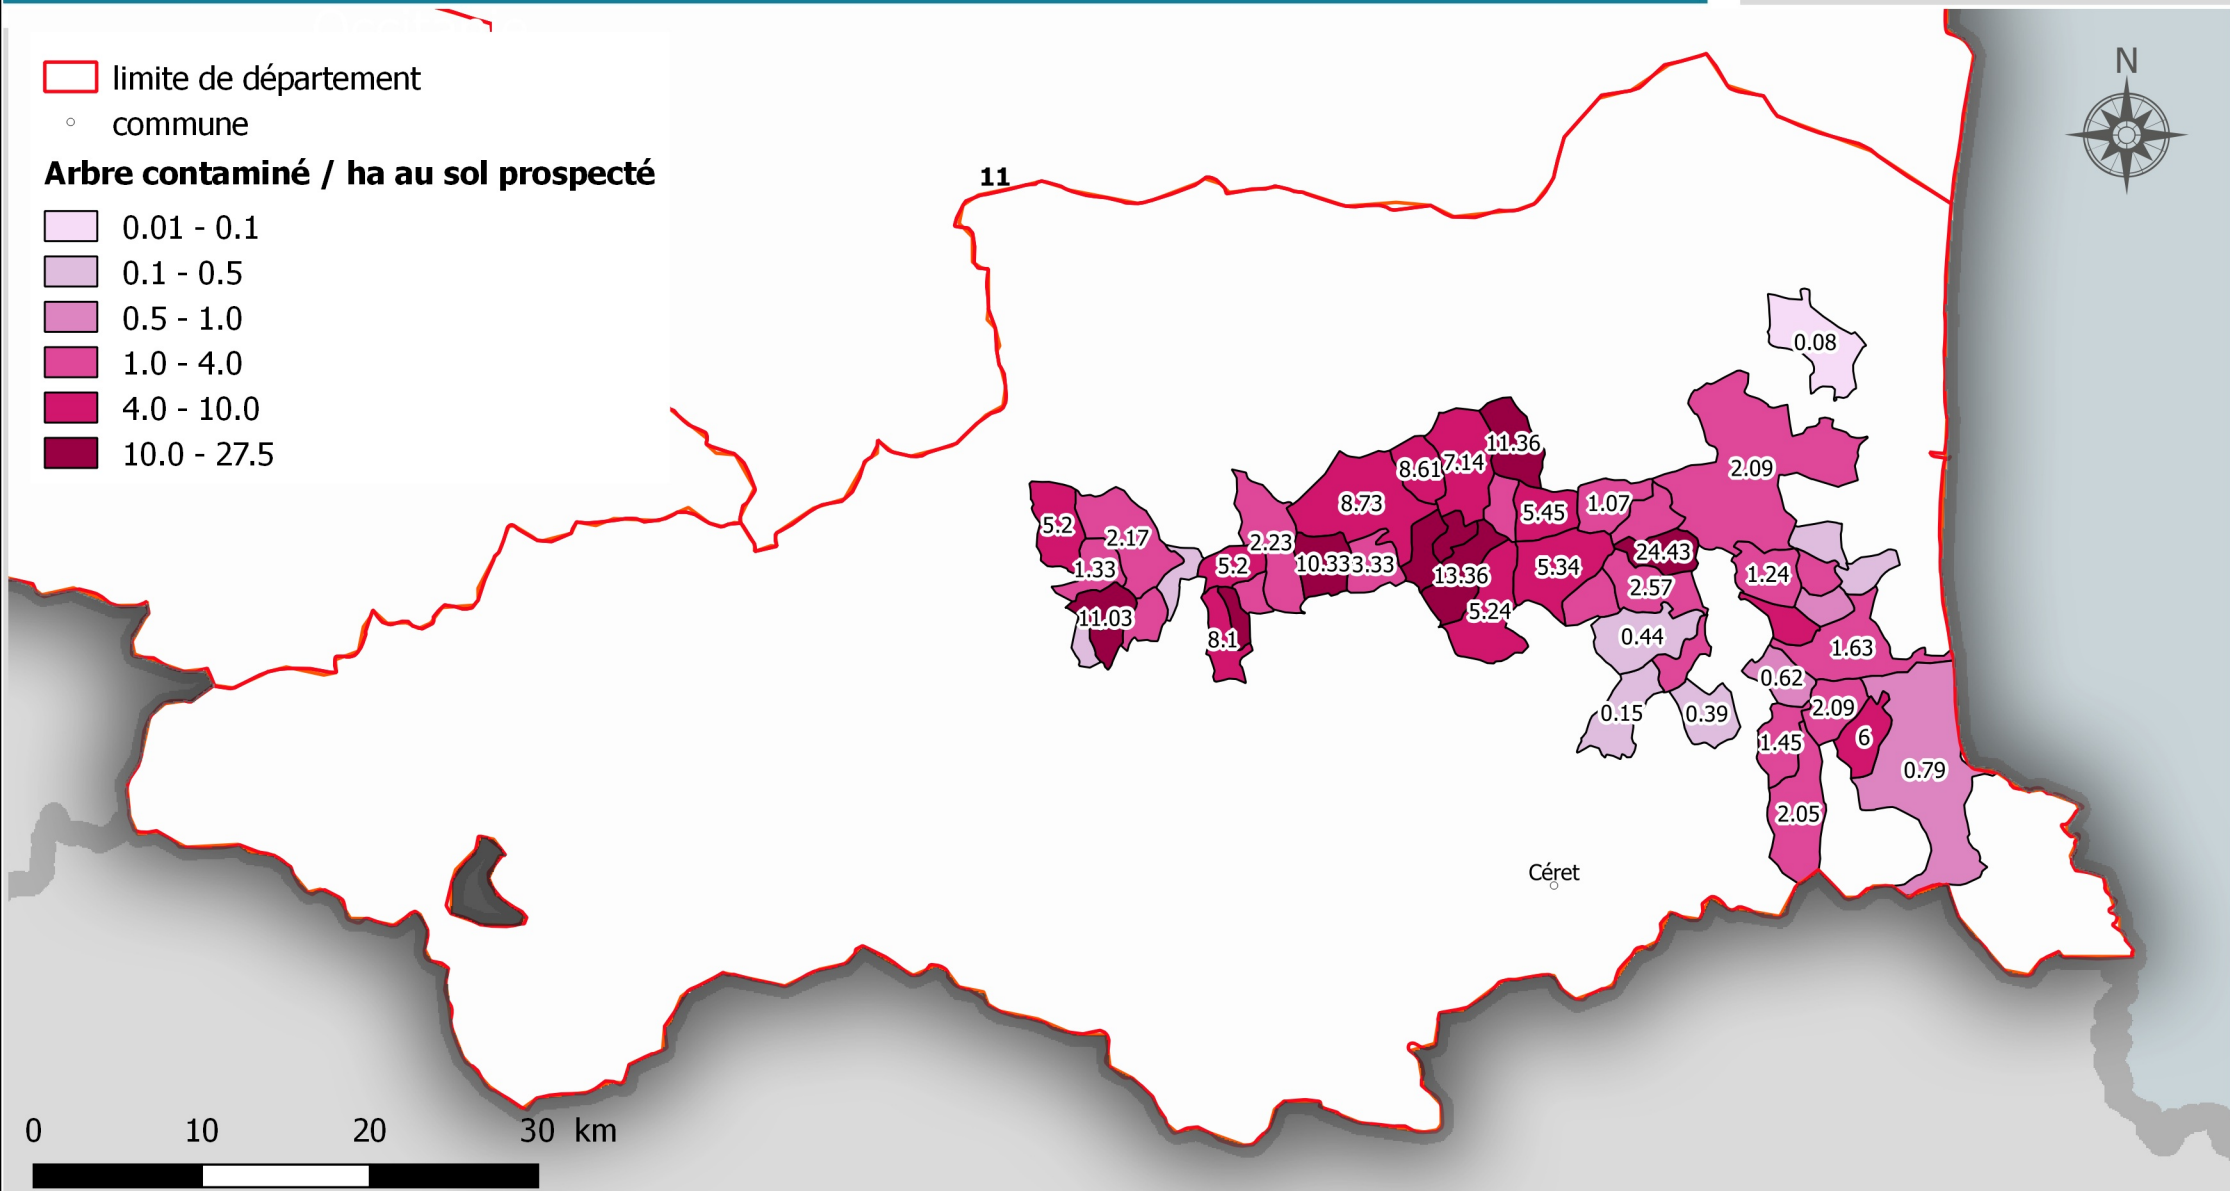 limite de département
commune
Arbre contaminé / ha au sol prospecté
0.01 - 0.1
0.1 - 0.5
0.5 - 1.0
1.0 - 4.0
4.0 - 10.0
10.0 - 27.5
N
11
0.08
11.36
8.61
7.14
2.09
8.73
5.45
1.07
5.2
2.17
2.23
24.43
1.33
5.2
10.33
3.33
13.36
5.34
1.24
2.57
11.03
8.1
5.24
0.44
1.63
0.62
0.15
0.39
2.09
1.45
6
0.79
2.05
Céret
0 10 20 30 km